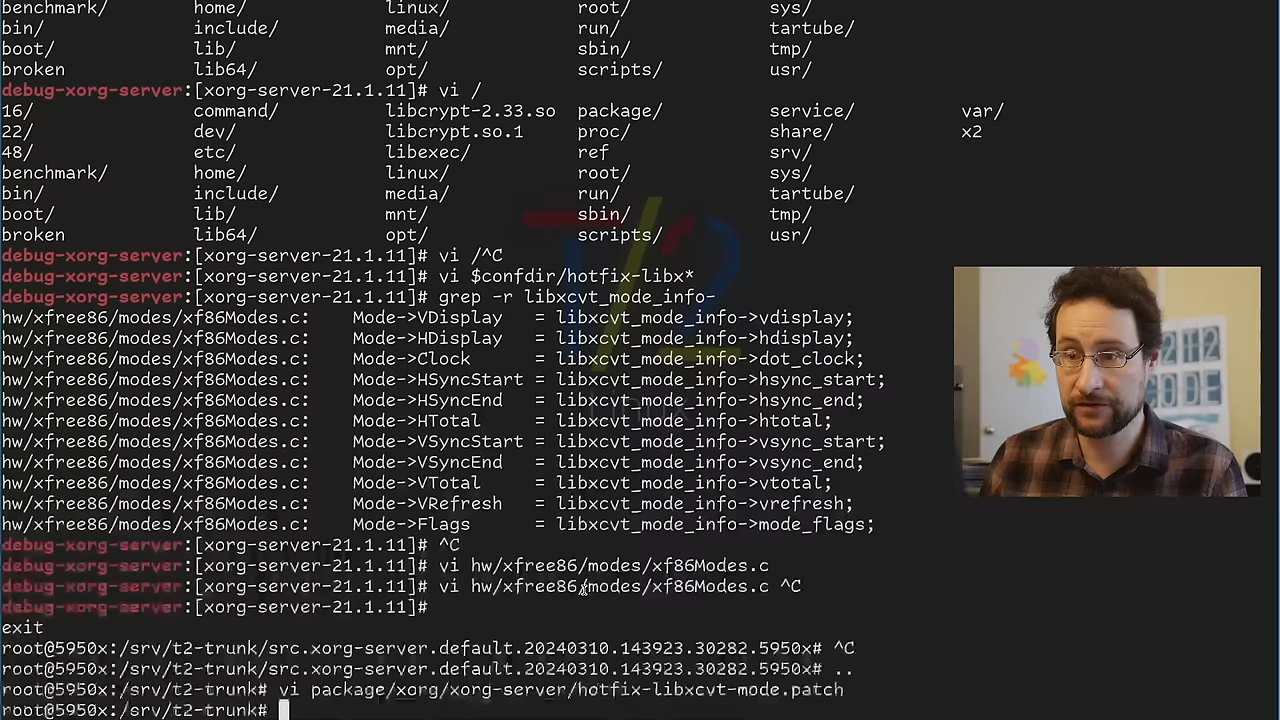 benchmark/ home/ linux/ root/ sys/
bin/ include/ media/ run/ tartube/
boot/ lib/ mnt/ sbin/ tmp/
broken lib64/ opt/ scripts/ usr/
debug-xorg-server:[xorg-server-21.1.11]# vi /
16/ command/ libcrypt-2.33.so package/ service/ var/
22/ dev/ libcrypt.so.1 proc/ share/ x2
48/ etc/ libexec/ ref srv/
benchmark/ home/ linux/ root/ sys/
bin/ include/ media/ run/ tartube/
boot/ lib/ mnt/ sbin/ tmp/
broken lib64/ opt/ scripts/ usr/
debug-xorg-server:[xorg-server-21.1.11]# vi /^C
debug-xorg-server:[xorg-server-21.1.11]# vi $confdir/hotfix-libx*
debug-xorg-server:[xorg-server-21.1.11]# grep -r libxcvt_mode_info-
hw/xfree86/modes/xf86Modes.c: Mode->VDisplay = libxcvt_mode_info->vdisplay;
hw/xfree86/modes/xf86Modes.c: Mode->HDisplay = libxcvt_mode_info->hdisplay;
hw/xfree86/modes/xf86Modes.c: Mode->Clock = libxcvt_mode_info->dot_clock;
hw/xfree86/modes/xf86Modes.c: Mode->HSyncStart = libxcvt_mode_info->hsync_start;
hw/xfree86/modes/xf86Modes.c: Mode->HSyncEnd = libxcvt_mode_info->hsync_end;
hw/xfree86/modes/xf86Modes.c: Mode->HTotal = libxcvt_mode_info->htotal;
hw/xfree86/modes/xf86Modes.c: Mode->VSyncStart = libxcvt_mode_info->vsync_start;
hw/xfree86/modes/xf86Modes.c: Mode->VSyncEnd = libxcvt_mode_info->vsync_end;
hw/xfree86/modes/xf86Modes.c: Mode->VTotal = libxcvt_mode_info->vtotal;
hw/xfree86/modes/xf86Modes.c: Mode->VRefresh = libxcvt_mode_info->vrefresh;
hw/xfree86/modes/xf86Modes.c: Mode->Flags = libxcvt_mode_info->mode_flags;
debug-xorg-server:[xorg-server-21.1.11]# ^C
debug-xorg-server:[xorg-server-21.1.11]# vi hw/xfree86/modes/xf86Modes.c
debug-xorg-server:[xorg-server-21.1.11]# vi hw/xfree86/modes/xf86Modes.c ^C
debug-xorg-server:[xorg-server-21.1.11]#
exit
root@5950x:/srv/t2-trunk/src.xorg-server.default.20240310.143923.30282.5950x# ^C
root@5950x:/srv/t2-trunk/src.xorg-server.default.20240310.143923.30282.5950x# ..
root@5950x:/srv/t2-trunk# vi package/xorg/xorg-server/hotfix-libxcvt-mode.patch
root@5950x:/srv/t2-trunk#
T/2